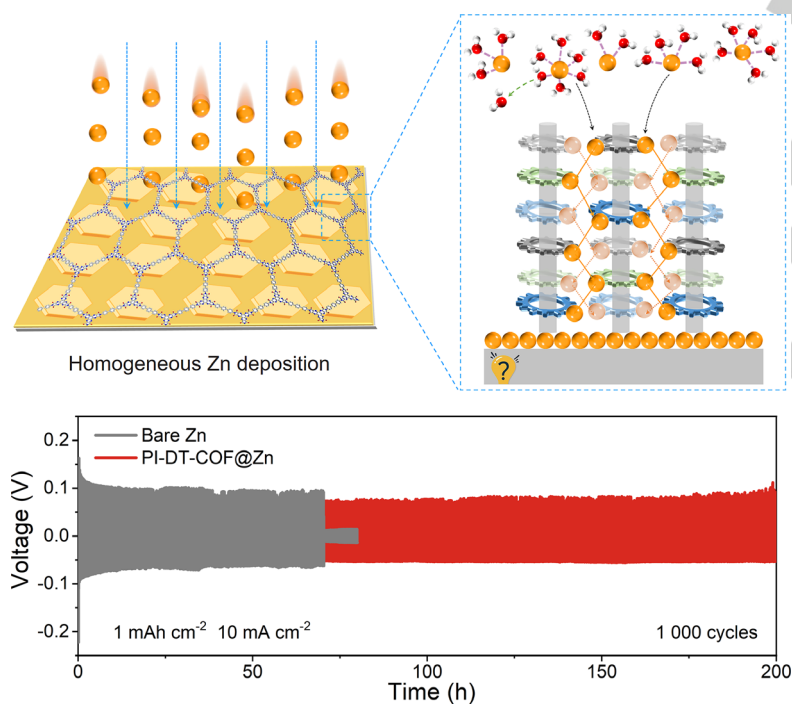 Homogeneous Zn deposition
?
0.2
0.1
0.0
-0.1
-0.2
Voltage (V)
Bare Zn
PI-DT-COF@Zn
1 mAh cm⁻² 10 mA cm⁻²
1 000 cycles
0 50 100 150 200
Time (h)